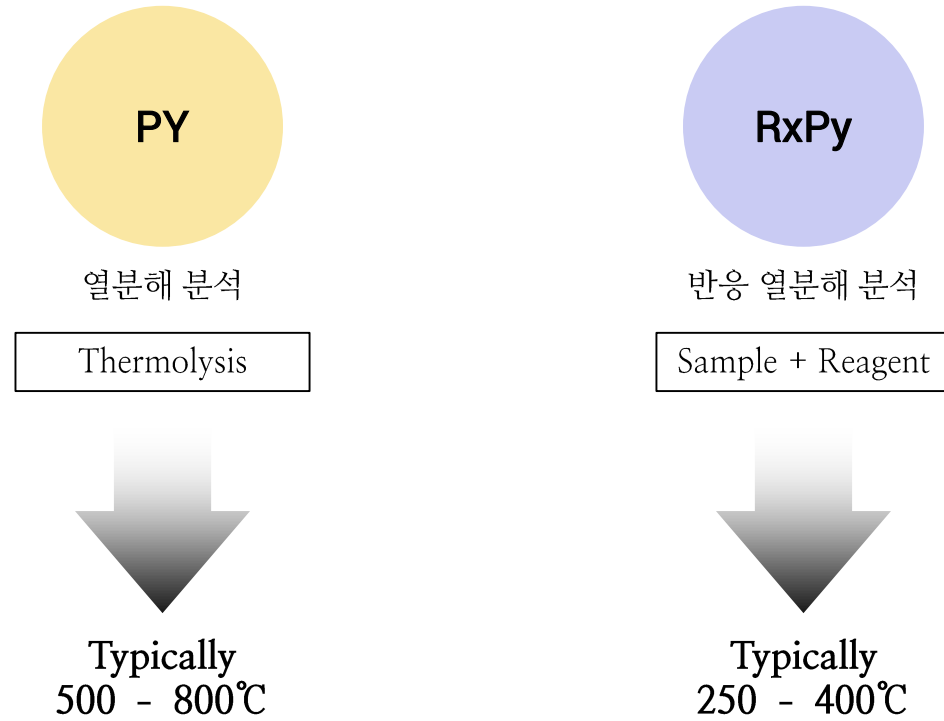 PY
열분해 분석
Thermolysis
Typically
500 - 800℃
RxPy
반응 열분해 분석
Sample + Reagent
Typically
250 - 400℃